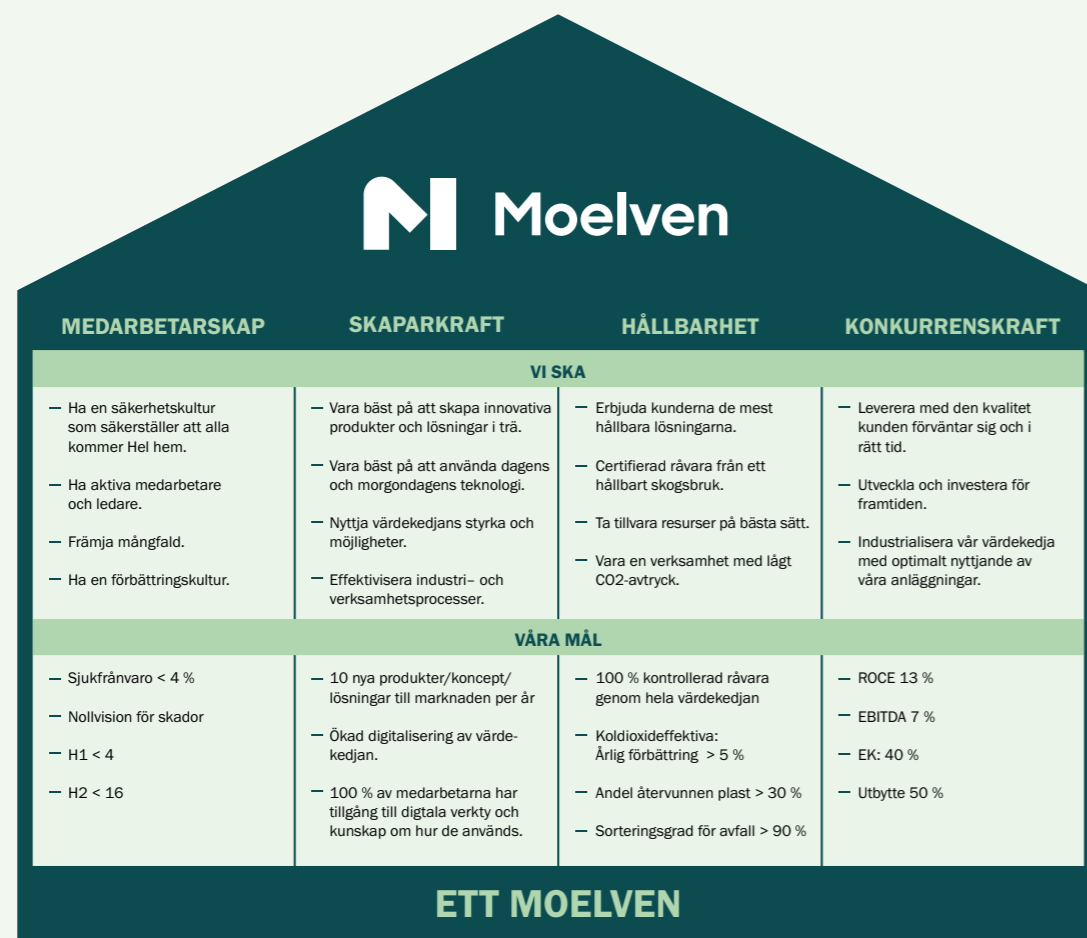 Moelven
MEDARBETARSKAP
SKAPARKRAFT
HÅLLBARHET
KONKURRENSKRAFT
VI SKA
— Ha en säkerhetskultur
som säkerställer att alla
kommer Hel hem.
— Ha aktiva medarbetare
och ledare.
— Främja mångfald.
— Ha en förbättringskultur.
— Vara bäst på att skapa innovativa
produkter och lösningar i trä.
— Vara bäst på att använda dagens
och morgondagens teknologi.
— Nyttja värdekedjans styrka och
möjligheter.
— Effektivisera industri– och
verksamhetsprocesser.
— Erbjuda kunderna de mest
hållbara lösningarna.
— Certifierad råvara från ett
hållbart skogsbruk.
— Ta tillvara resurser på bästa sätt.
— Vara en verksamhet med lågt
CO2-avtryck.
— Leverera med den kvalitet
kunden förväntar sig och i
rätt tid.
— Utveckla och investera för
framtiden.
— Industrialisera vår värdekedja
med optimalt nyttjande av
våra anläggningar.
VÅRA MÅL
— Sjukfrånvaro < 4 %
— Nollvision för skador
— H1 < 4
— H2 < 16
— 10 nya produkter/koncept/
lösningar till marknaden per år
— Ökad digitalisering av värde-
kedjan.
— 100 % av medarbetarna har
tillgång till digtala verkty och
kunskap om hur de används.
— 100 % kontrollerad råvara
genom hela värdekedjan
— Koldioxideffektiva:
Årlig förbättring > 5 %
— Andel återvunnen plast > 30 %
— Sorteringsgrad för avfall > 90 %
— ROCE 13 %
— EBITDA 7 %
— EK: 40 %
— Utbytte 50 %
ETT MOELVEN